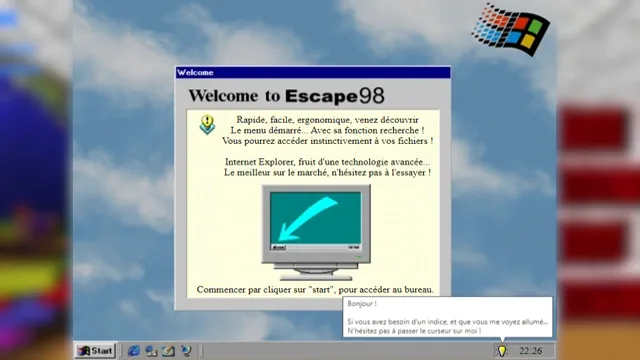 Welcome
Welcome to Escape98
Rapide, facile, ergonomique, venez découvrir
Le menu démarré... Avec sa fonction recherche !
Vous pourrez accéder instinctivement à vos fichiers !
Internet Explorer, fruit d'une technologie avancée...
Le meilleur sur le marché, n'hésitez pas à l'essayer !
Commencer par cliquer sur "start", pour accéder au bureau.
Bonjour !
Si vous avez besoin d'un indice, et que vous me voyez allumé...
N'hésitez pas à passer le curseur sur moi !
Start
22:26